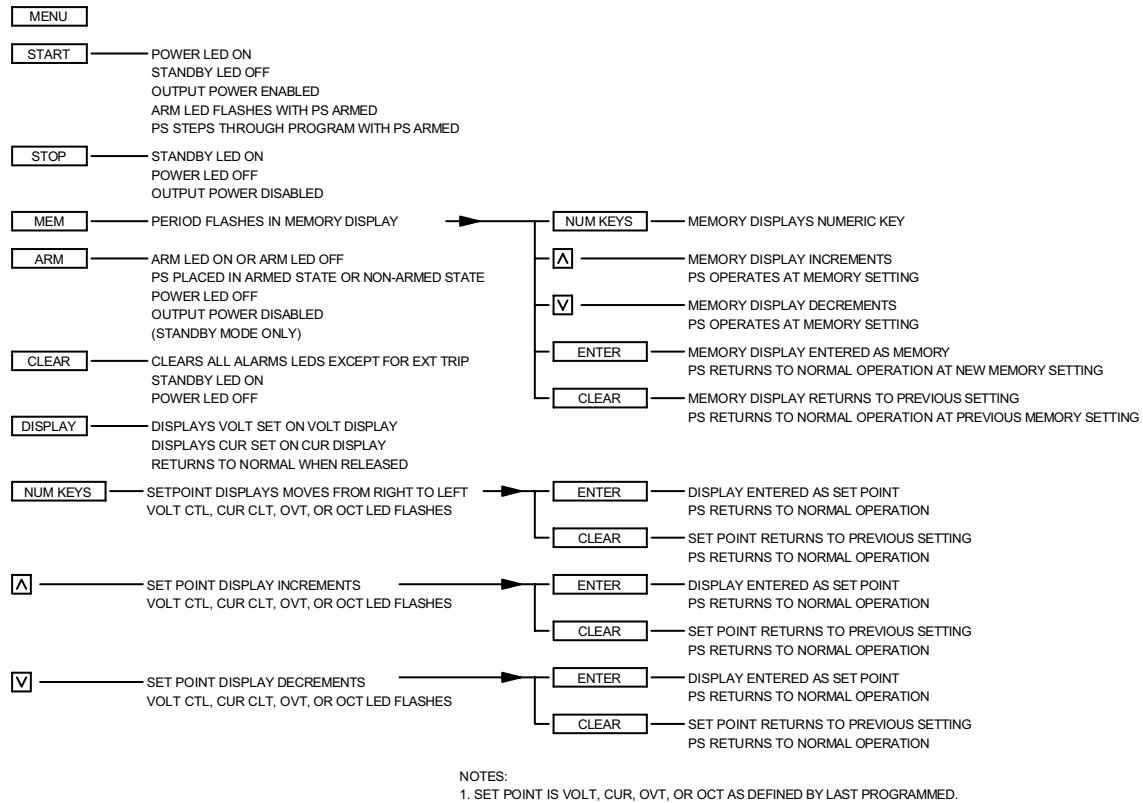 MENU
START
POWER LED ON
STANDBY LED OFF
OUTPUT POWER ENABLED
ARM LED FLASHES WITH PS ARMED
PS STEPS THROUGH PROGRAM WITH PS ARMED
STOP
STANDBY LED ON
POWER LED OFF
OUTPUT POWER DISABLED
MEM
PERIOD FLASHES IN MEMORY DISPLAY
NUM KEYS
MEMORY DISPLAYS NUMERIC KEY
MEMORY DISPLAY INCREMENTS
PS OPERATES AT MEMORY SETTING
MEMORY DISPLAY DECREMENTS
PS OPERATES AT MEMORY SETTING
ENTER
MEMORY DISPLAY ENTERED AS MEMORY
PS RETURNS TO NORMAL OPERATION AT NEW MEMORY SETTING
CLEAR
MEMORY DISPLAY RETURNS TO PREVIOUS SETTING
PS RETURNS TO NORMAL OPERATION AT PREVIOUS MEMORY SETTING
ARM
ARM LED ON OR ARM LED OFF
PS PLACED IN ARMED STATE OR NON-ARMED STATE
POWER LED OFF
OUTPUT POWER DISABLED
(STANDBY MODE ONLY)
CLEAR
CLEARS ALL ALARMS LEDS EXCEPT FOR EXT TRIP
STANDBY LED ON
POWER LED OFF
DISPLAY
DISPLAYS VOLT SET ON VOLT DISPLAY
DISPLAYS CUR SET ON CUR DISPLAY
RETURNS TO NORMAL WHEN RELEASED
NUM KEYS
SETPOINT DISPLAYS MOVES FROM RIGHT TO LEFT
VOLT CTL, CUR CLT, OVT, OR OCT LED FLASHES
ENTER
DISPLAY ENTERED AS SET POINT
PS RETURNS TO NORMAL OPERATION
CLEAR
SET POINT RETURNS TO PREVIOUS SETTING
PS RETURNS TO NORMAL OPERATION
SET POINT DISPLAY INCREMENTS
VOLT CTL, CUR CLT, OVT, OR OCT LED FLASHES
ENTER
DISPLAY ENTERED AS SET POINT
PS RETURNS TO NORMAL OPERATION
CLEAR
SET POINT RETURNS TO PREVIOUS SETTING
PS RETURNS TO NORMAL OPERATION
SET POINT DISPLAY DECREMENTS
VOLT CTL, CUR CLT, OVT, OR OCT LED FLASHES
ENTER
DISPLAY ENTERED AS SET POINT
PS RETURNS TO NORMAL OPERATION
CLEAR
SET POINT RETURNS TO PREVIOUS SETTING
PS RETURNS TO NORMAL OPERATION
NOTES:
1. SET POINT IS VOLT, CUR, OVT, OR OCT AS DEFINED BY LAST PROGRAMMED.